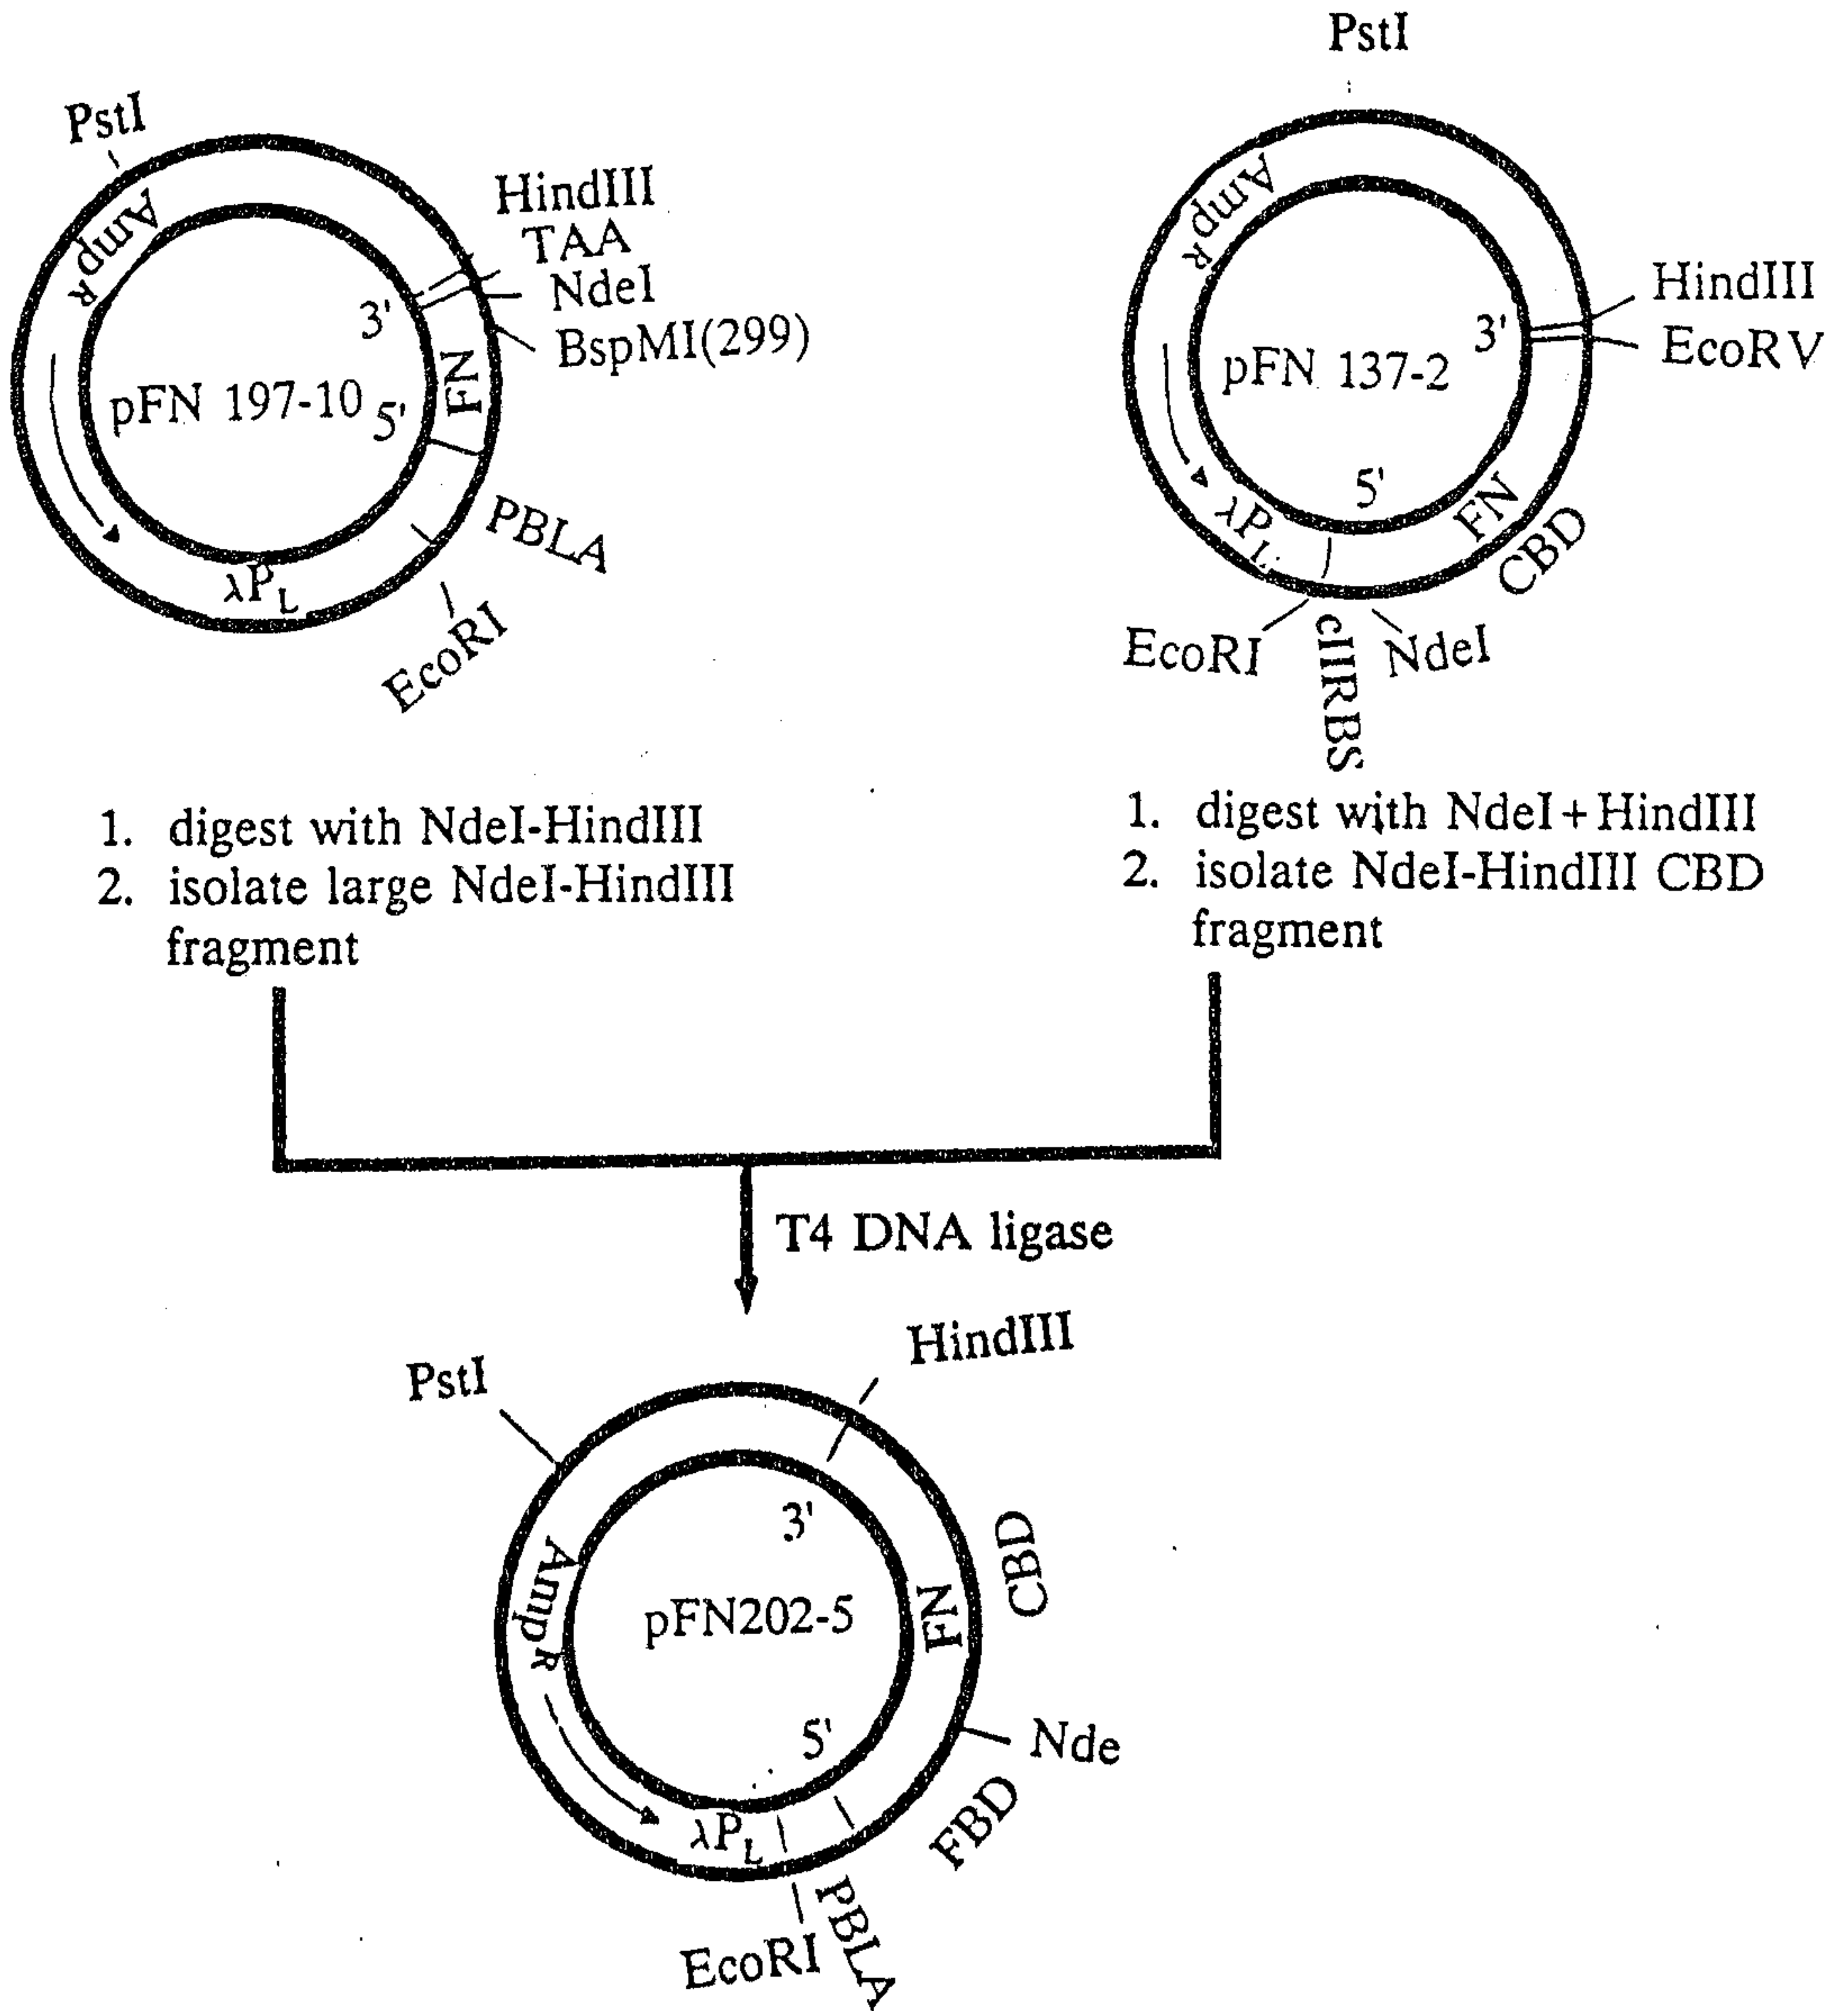 PstI
HindIII
TAA
NdeI
BspMI(299)
AmpR
3'
FN
pFN 197-10
5'
PBLA
λPL
EcoRI
PstI
AmpR
HindIII
3'
EcoRV
pFN 137-2
5'
FN
CBD
λPL
EcoRI
cIIRBS
NdeI
1. digest with NdeI-HindIII
2. isolate large NdeI-HindIII
fragment
1. digest with NdeI+HindIII
2. isolate NdeI-HindIII CBD
fragment
T4 DNA ligase
HindIII
PstI
3'
CBD
AmpR
pFN202-5
FN
5'
Nde
FBD
λPL
EcoRI
PBLA